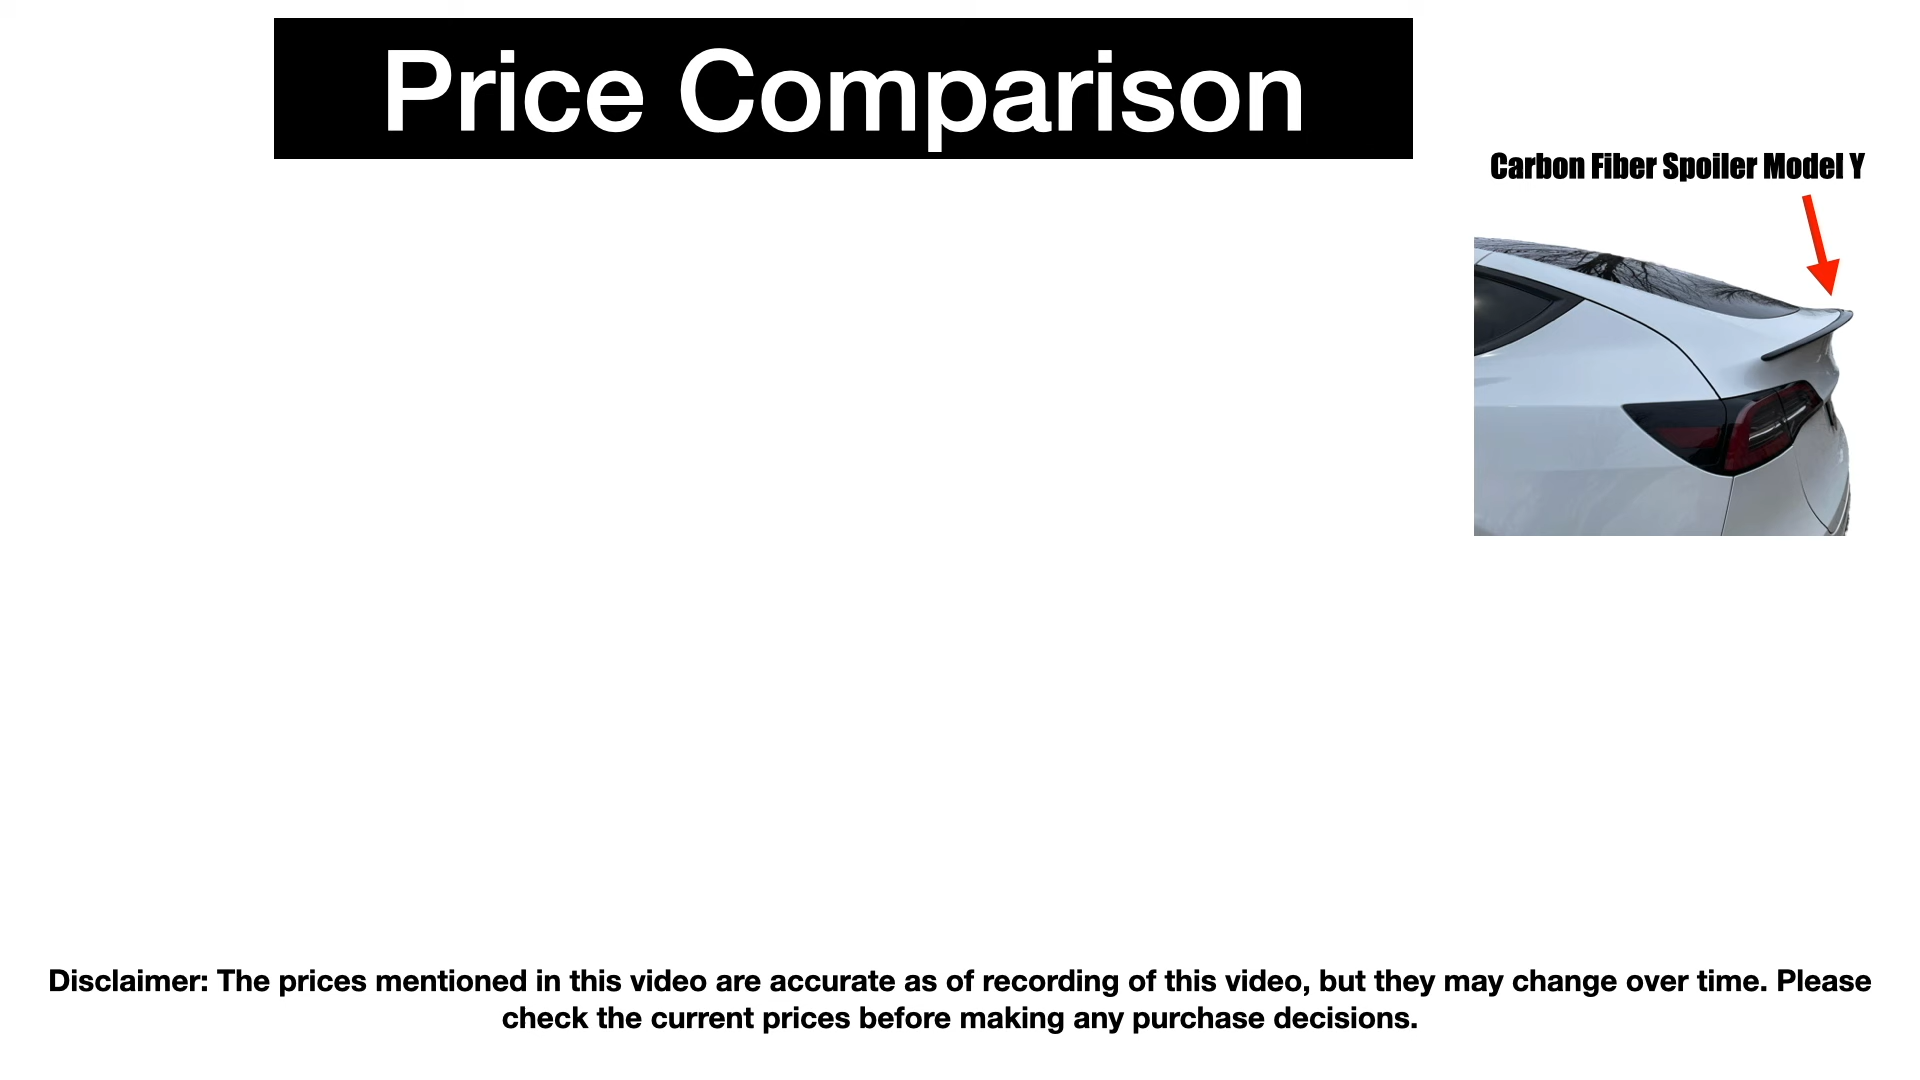 Price Comparison
Carbon Fiber Spoiler Model Y
Disclaimer: The prices mentioned in this video are accurate as of recording of this video, but they may change over time. Please
check the current prices before making any purchase decisions.